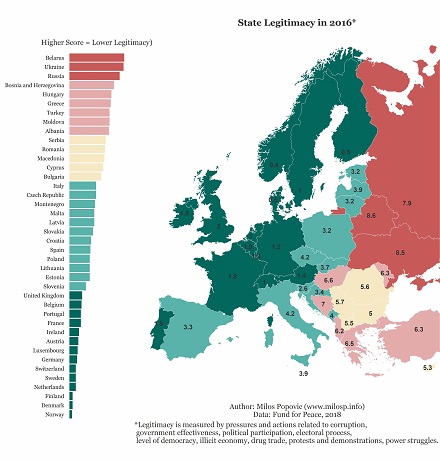 State Legitimacy in 2016*
Higher Score = Lower Legitimacy)
Belarus
Ukraine
Russia
Bosnia and Herzegovina
Hungary
Greece
Turkey
Moldova
Albania
Serbia
Romania
Macedonia
Cyprus
Bulgaria
Italy
Czech Republic
Montenegro
Malta
Latvia
Slovakia
Croatia
Spain
Poland
Lithuania
Estonia
Slovenia
United Kingdom
Belgium
Portugal
France
Ireland
Austria
Luxembourg
Germany
Switzerland
Sweden
Netherlands
Finland
Denmark
Norway
3.2
3.9
3.2
7.9
8.6
3.2
8.8
4.2
3.7
6.3
6.6
5.6
2.6
3.4
7
5.7
5
3.3
4.2
4
5.5
6.2
6.3
6.5
3.9
5.3
Author: Milos Popovic (www.milosp.info)
Data: Fund for Peace, 2018
*Legitimacy is measured by pressures and actions related to corruption,
government effectiveness, political participation, electoral process,
level of democracy, illicit economy, drug trade, protests and demonstrations, power struggles.